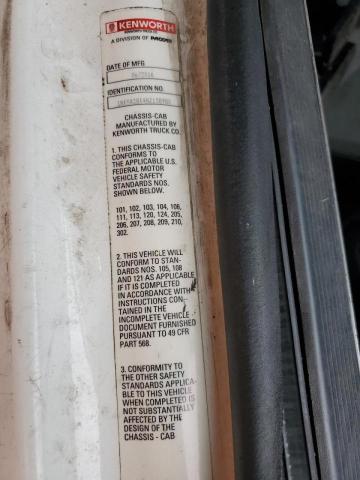 KENWORTH
A DIVISION OF PACCAR
DATE OF MFG
IDENTIFICATION NO.
CHASSIS-CAB
MANUFACTURED BY
KENWORTH TRUCK CO.
1. THIS CHASSIS-CAB
CONFORMS TO
THE APPLICABLE U.S.
FEDERAL MOTOR
VEHICLE SAFETY
STANDARDS NOS.
SHOWN BELOW.
101, 102, 103, 104, 106,
111, 113, 120, 124, 205,
206, 207, 208, 209, 210,
302.
2. THIS VEHICLE WILL
CONFORM TO STAN-
DARDS NOS. 105, 108
AND 121 AS APPLICABLE
IF IT IS COMPLETED
IN ACCORDANCE WITH
INSTRUCTIONS CON-
TAINED IN THE
INCOMPLETE VEHICLE
DOCUMENT FURNISHED
PURSUANT TO 49 CFR
PART 568.
3. CONFORMITY TO
THE OTHER SAFETY
STANDARDS APPLICA-
BLE TO THIS VEHICLE
WHEN COMPLETED IS
NOT SUBSTANTIALLY
AFFECTED BY THE
DESIGN OF THE
CHASSIS - CAB